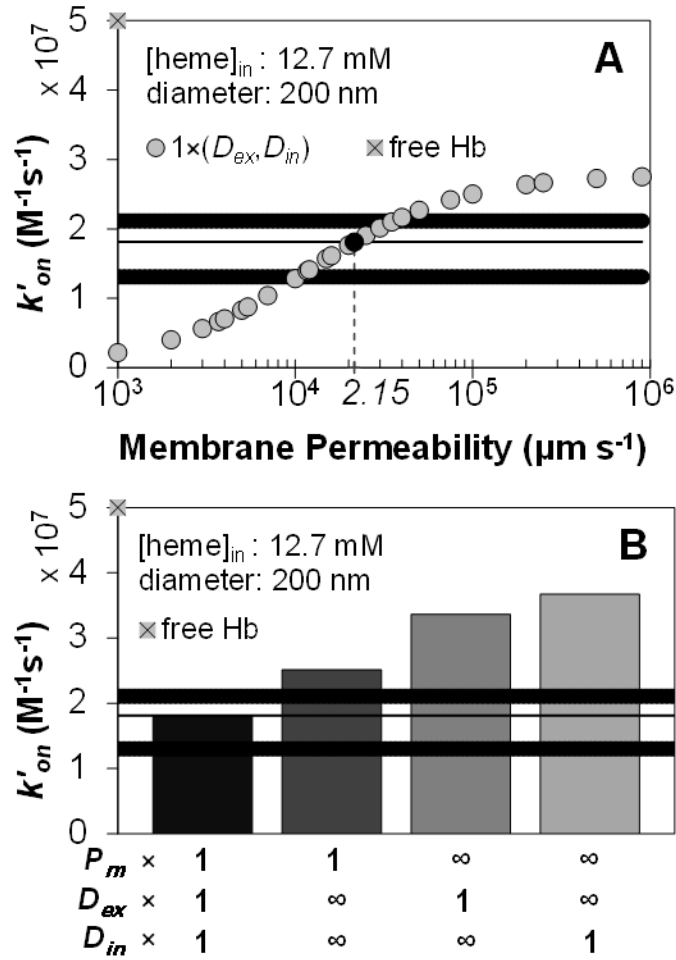 A
[heme]in : 12.7 mM
diameter: 200 nm
1×(Dex, Din)
free Hb
× 10⁷
5
4
3
2
1
0
k'on (M⁻¹s⁻¹)
10³ 10⁴ 2.15 10⁵ 10⁶
Membrane Permeability (µm s⁻¹)
B
[heme]in : 12.7 mM
diameter: 200 nm
free Hb
× 10⁷
5
4
3
2
1
0
k'on (M⁻¹s⁻¹)
Pm × 1 1 ∞ ∞
Dex × 1 ∞ 1 ∞
Din × 1 ∞ ∞ 1